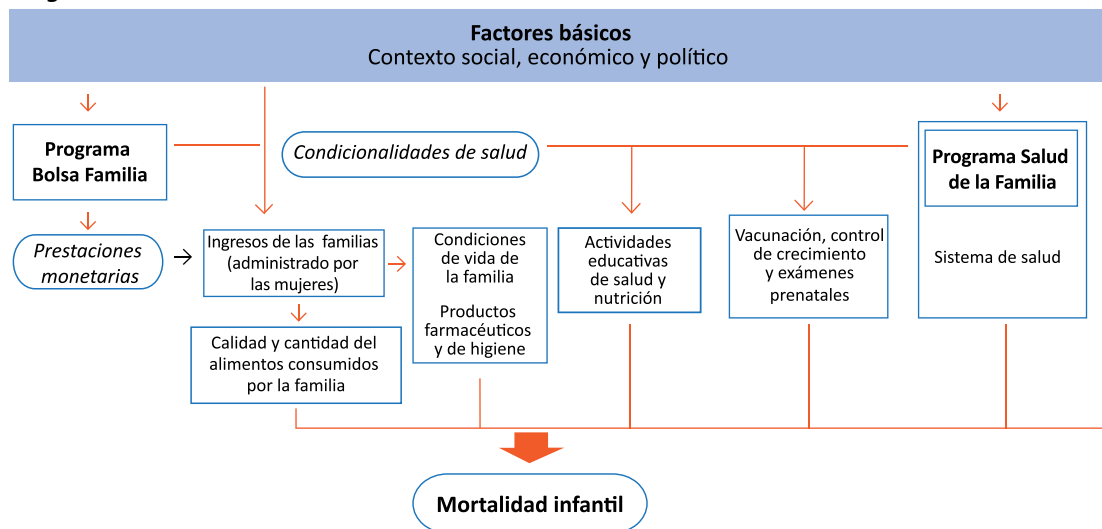 Factores básicos
Contexto social, económico y político
Programa
Bolsa Familia
Condicionalidades de salud
Programa Salud
de la Familia
Prestaciones
monetarias
Ingresos de las familias
(administrado por
las mujeres)
Condiciones
de vida de
la familia
Productos
farmacéuticos
y de higiene
Actividades
educativas
de salud y
nutrición
Vacunación, control
de crecimiento
y exámenes
prenatales
Sistema de salud
Calidad y cantidad del
alimentos consumidos
por la familia
Mortalidad infantil